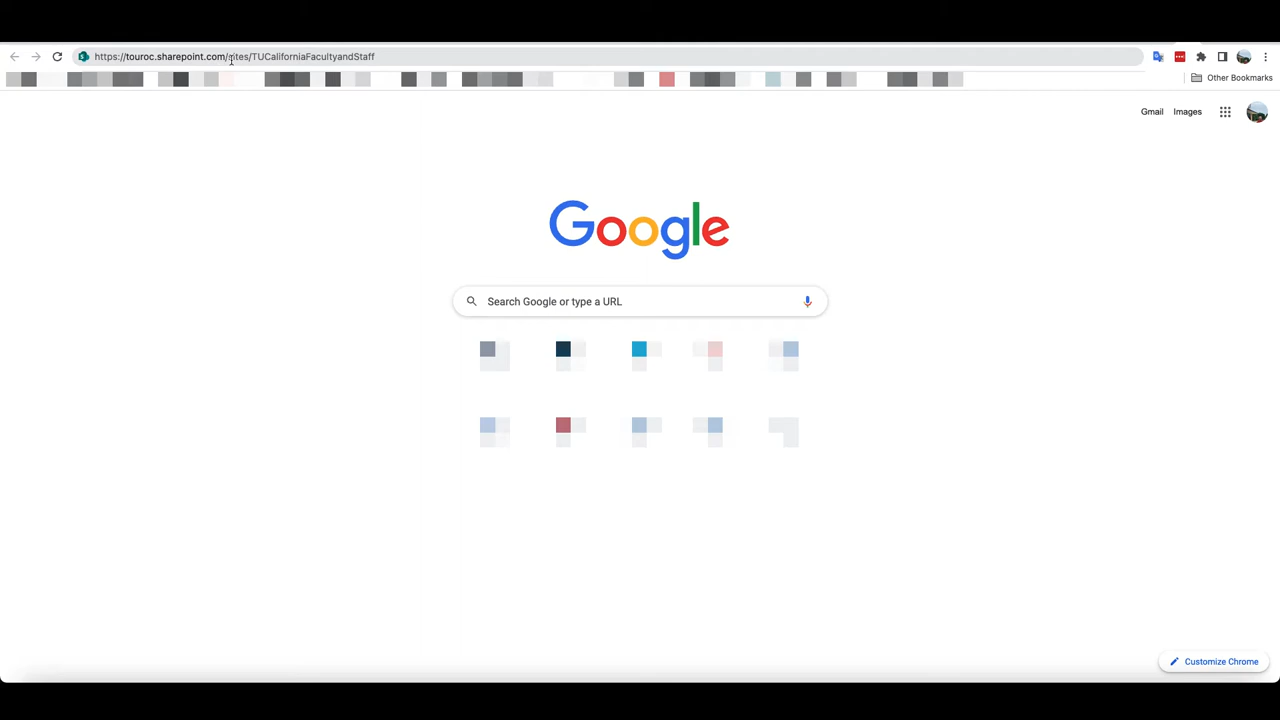 https://touroc.sharepoint.com/sites/TUCaliforniaFacultyandStaff
Other Bookmarks
Gmail
Images
Google
Search Google or type a URL
Customize Chrome